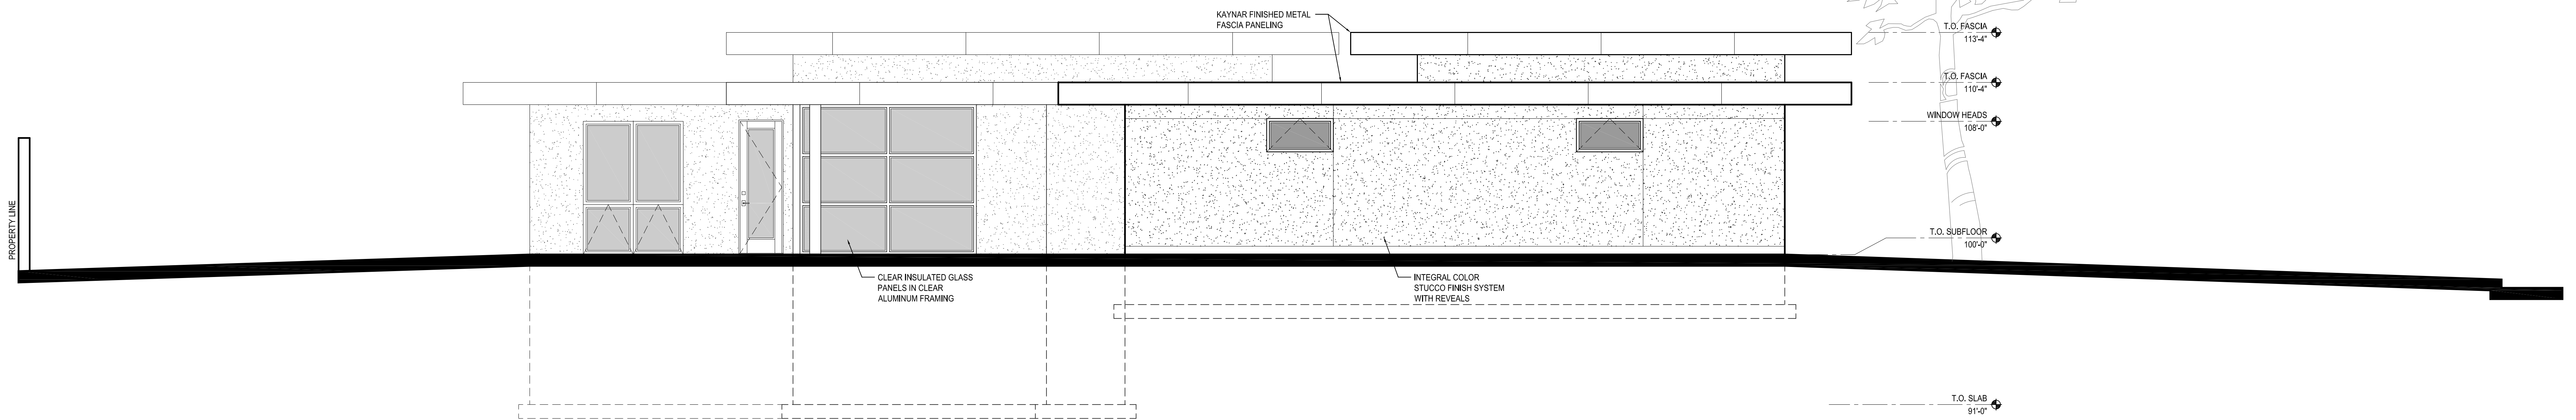 KAYNAR FINISHED METAL
FASCIA PANELING
T.O. FASCIA
113'-4"
T.O. FASCIA
110'-4"
WINDOW HEADS
108'-0"
PROPERTY LINE
T.O. SUBFLOOR
100'-0"
CLEAR INSULATED GLASS
PANELS IN CLEAR
ALUMINUM FRAMING
INTEGRAL COLOR
STUCCO FINISH SYSTEM
WITH REVEALS
T.O. SLAB
91'-0"